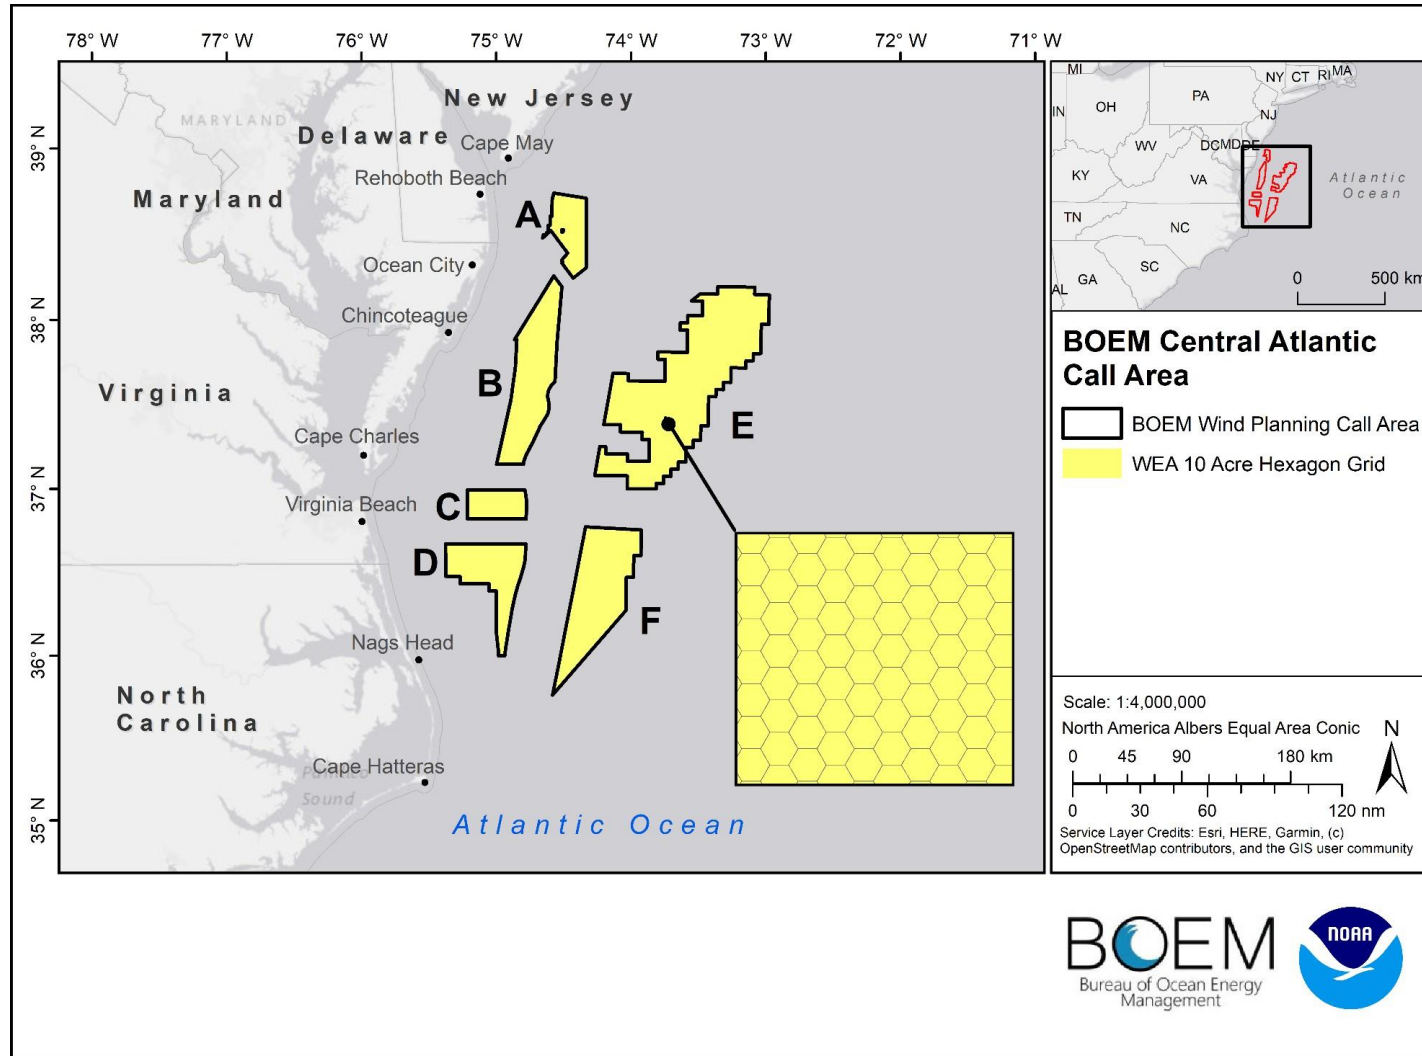 78° W 77° W 76° W 75° W 74° W 73° W 72° W 71° W
39° N
38° N
37° N
36° N
35° N
New Jersey
MARYLAND
Delaware
Cape May
Rehoboth Beach
Maryland
A
Ocean City
Chincoteague
B
Virginia
E
Cape Charles
Virginia Beach
C
D
F
Nags Head
North
Carolina
Cape Hatteras
Sound
Atlantic Ocean
MI
NY CT RI MA
PA
IN
OH
NJ
WV
DC MD DE
KY
VA
Atlantic
Ocean
TN
NC
SC
AL
GA
0 500 km
BOEM Central Atlantic
Call Area
BOEM Wind Planning Call Area
WEA 10 Acre Hexagon Grid
Scale: 1:4,000,000
North America Albers Equal Area Conic
N
0 45 90 180 km
0 30 60 120 nm
Service Layer Credits: Esri, HERE, Garmin, (c)
OpenStreetMap contributors, and the GIS user community
BOEM
Bureau of Ocean Energy
Management
NOAA